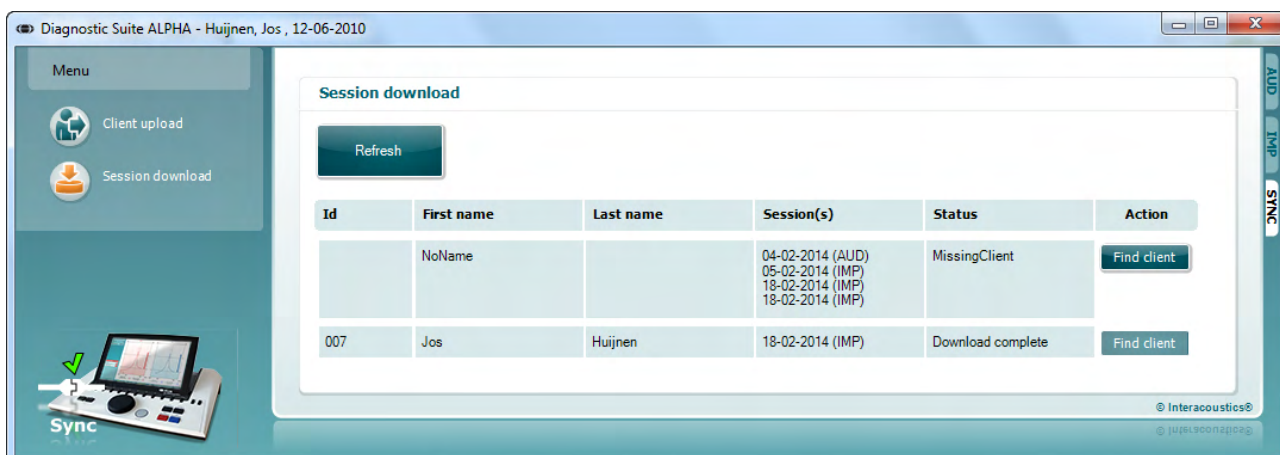 Diagnostic Suite ALPHA - Huijnen, Jos , 12-06-2010
Menu
Client upload
Session download
Sync
Session download
Refresh
Id First name Last name Session(s) Status Action
NoName 04-02-2014 (AUD) MissingClient Find client
05-02-2014 (IMP)
18-02-2014 (IMP)
18-02-2014 (IMP)
007 Jos Huijnen 18-02-2014 (IMP) Download complete Find client
© Interacoustics®
© Interacoustics®
AUD
IMP
SYNC